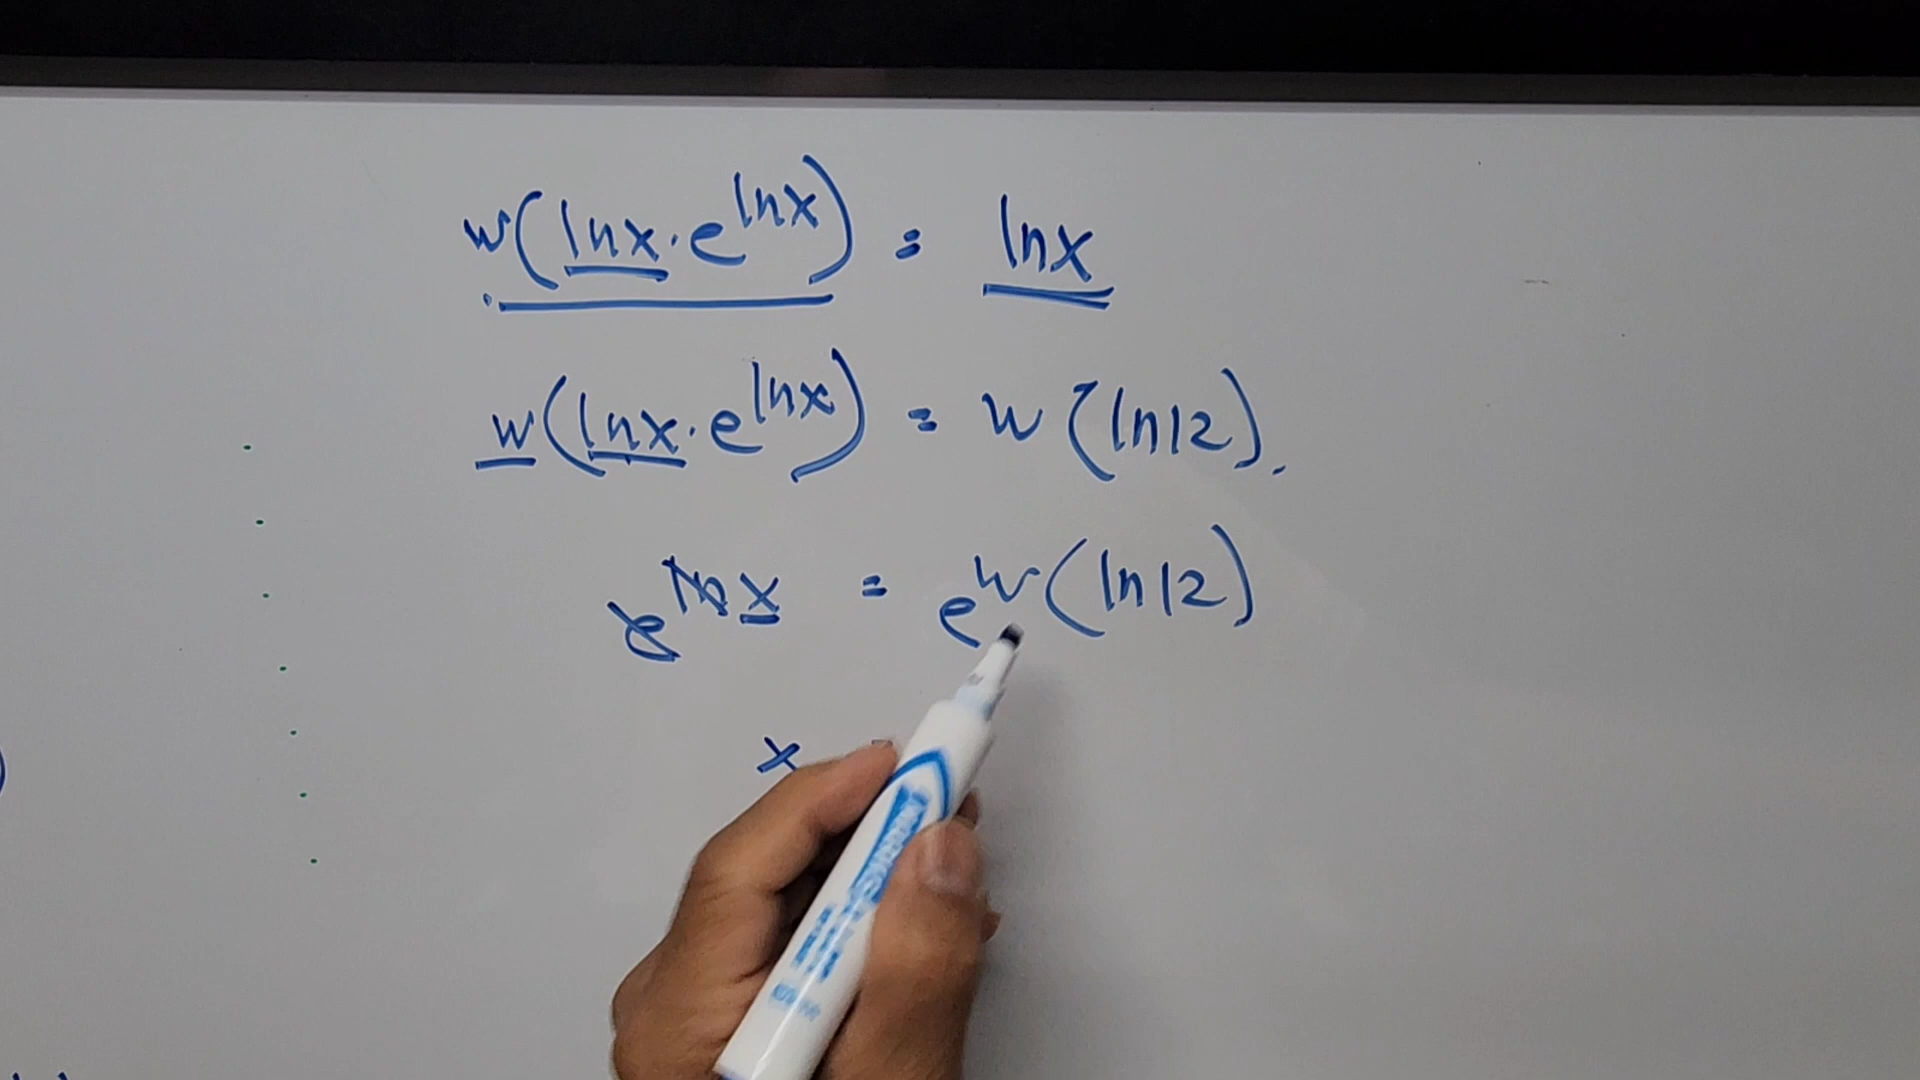 w(lnx·e^lnx) = lnx
w(lnx·e^lnx) = w(ln12).
e^lnx = e^w(ln12)
x